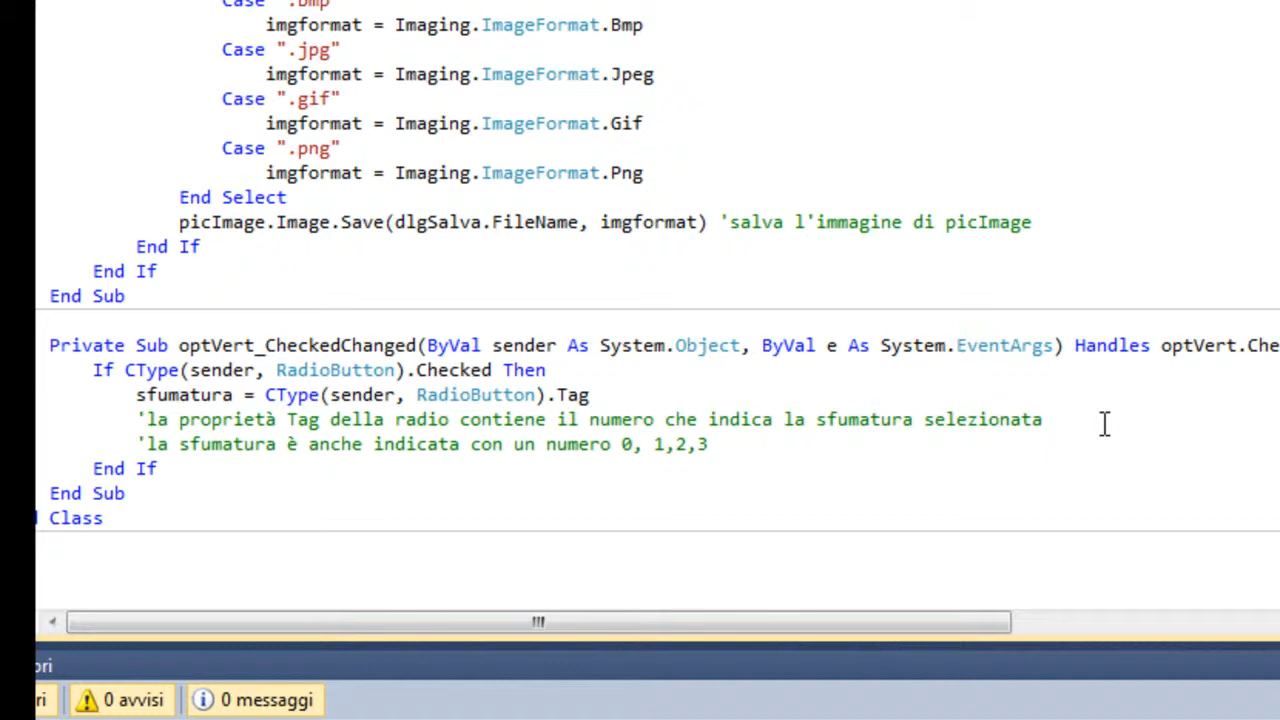 Case ".bmp"
imgformat = Imaging.ImageFormat.Bmp
Case ".jpg"
imgformat = Imaging.ImageFormat.Jpeg
Case ".gif"
imgformat = Imaging.ImageFormat.Gif
Case ".png"
imgformat = Imaging.ImageFormat.Png
End Select
picImage.Image.Save(dlgSalva.FileName, imgformat) 'salva l'immagine di picImage
End If
End If
End Sub
Private Sub optVert_CheckedChanged(ByVal sender As System.Object, ByVal e As System.EventArgs) Handles optVert.Che
If CType(sender, RadioButton).Checked Then
sfumatura = CType(sender, RadioButton).Tag
'la proprietà Tag della radio contiene il numero che indica la sfumatura selezionata
'la sfumatura è anche indicata con un numero 0, 1,2,3
End If
End Sub
Class
ori
ri 0 avvisi 0 messaggi